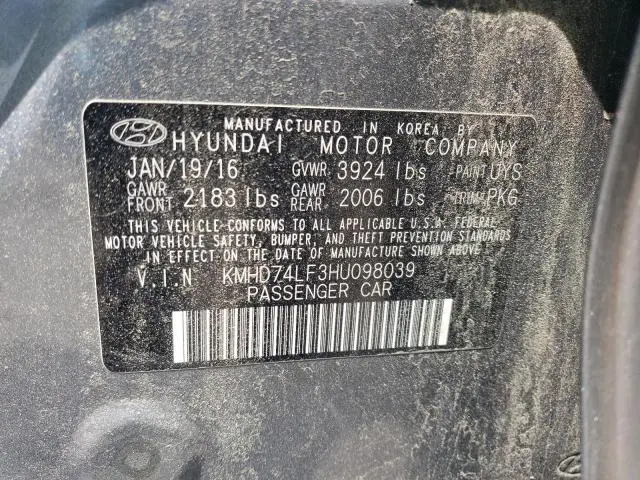 MANUFACTURED IN KOREA BY
HYUNDAI MOTOR COMPANY
JAN/19/16 GVWR 3924 lbs PAINT UYS
GAWR FRONT 2183 lbs GAWR REAR 2006 lbs TRIM PKG
THIS VEHICLE CONFORMS TO ALL APPLICABLE U.S.A. FEDERAL
MOTOR VEHICLE SAFETY, BUMPER, AND THEFT PREVENTION STANDARDS
IN EFFECT ON THE DATE OF MANUFACTURE SHOWN ABOVE.
V.I.N KMHD74LF3HU098039
PASSENGER CAR